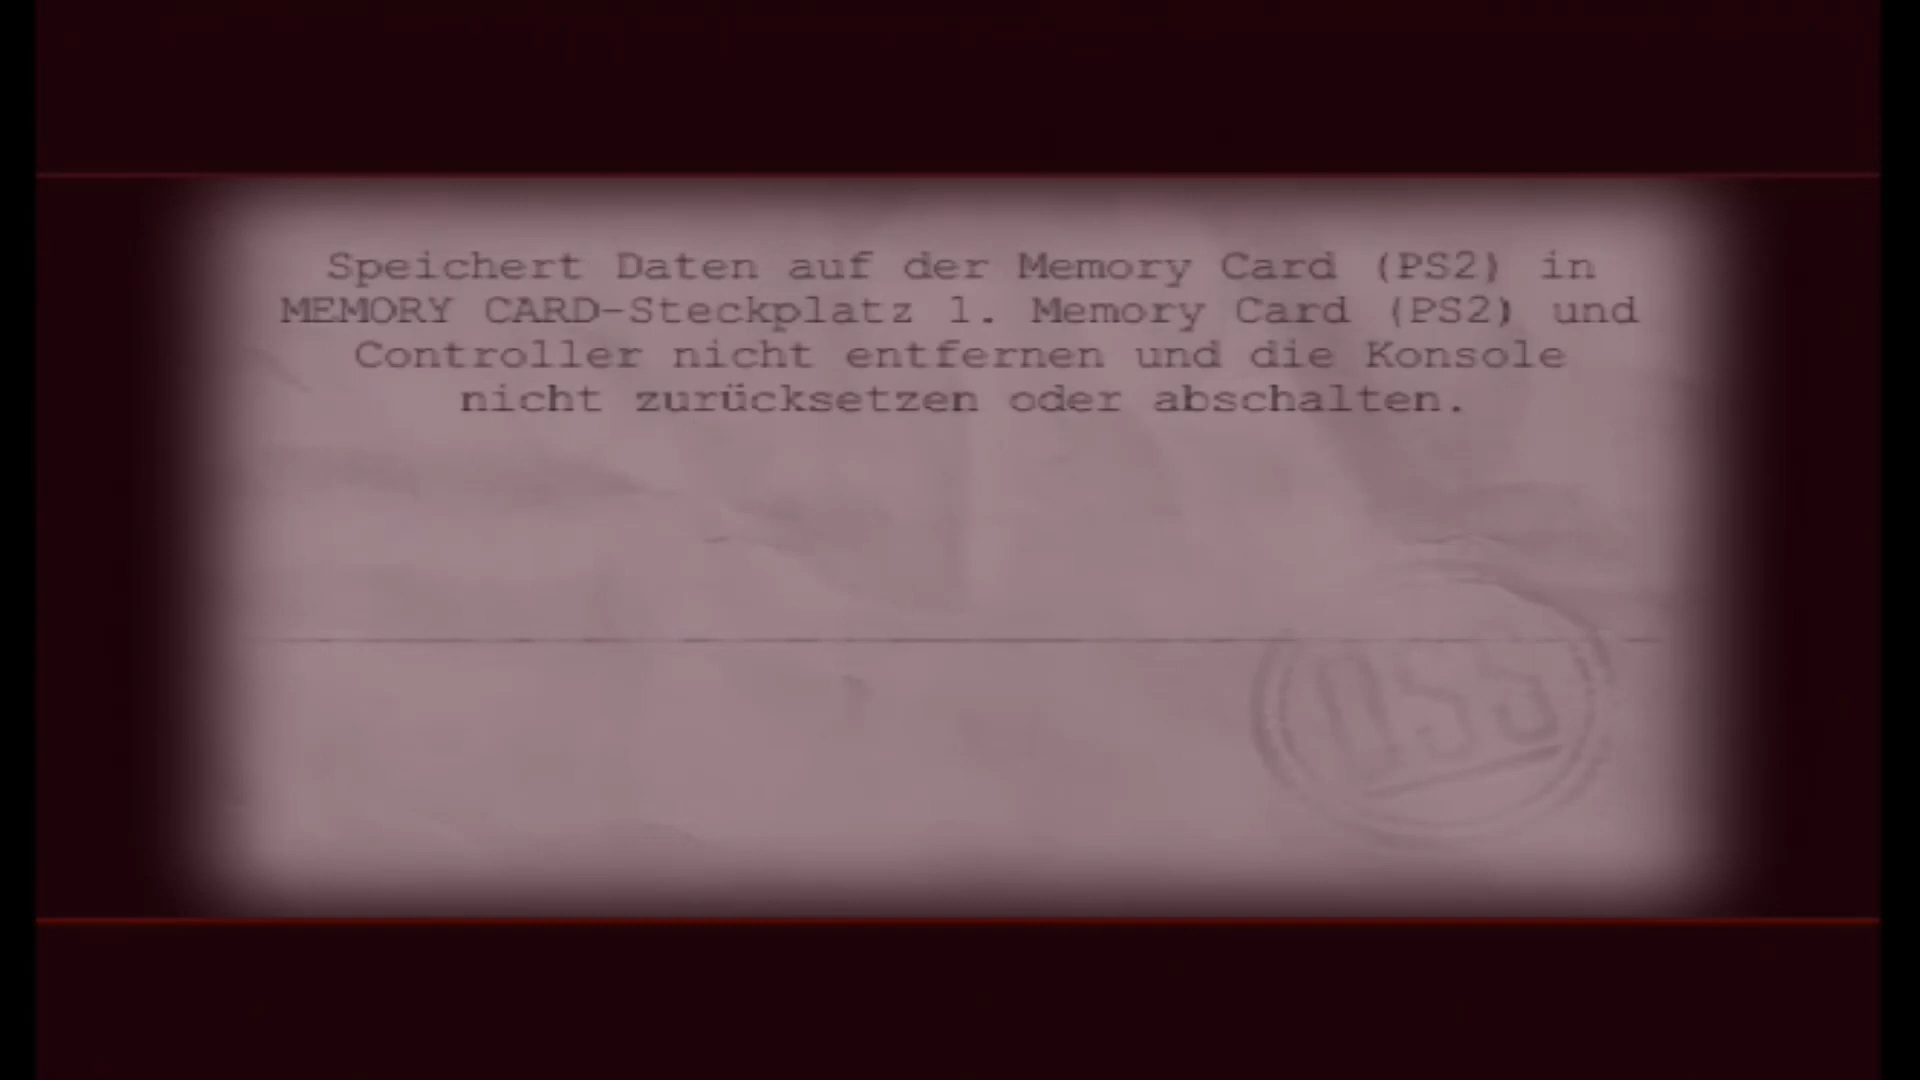 Speichert Daten auf der Memory Card (PS2) in
MEMORY CARD-Steckplatz 1. Memory Card (PS2) und
Controller nicht entfernen und die Konsole
nicht zurücksetzen oder abschalten.
OSS